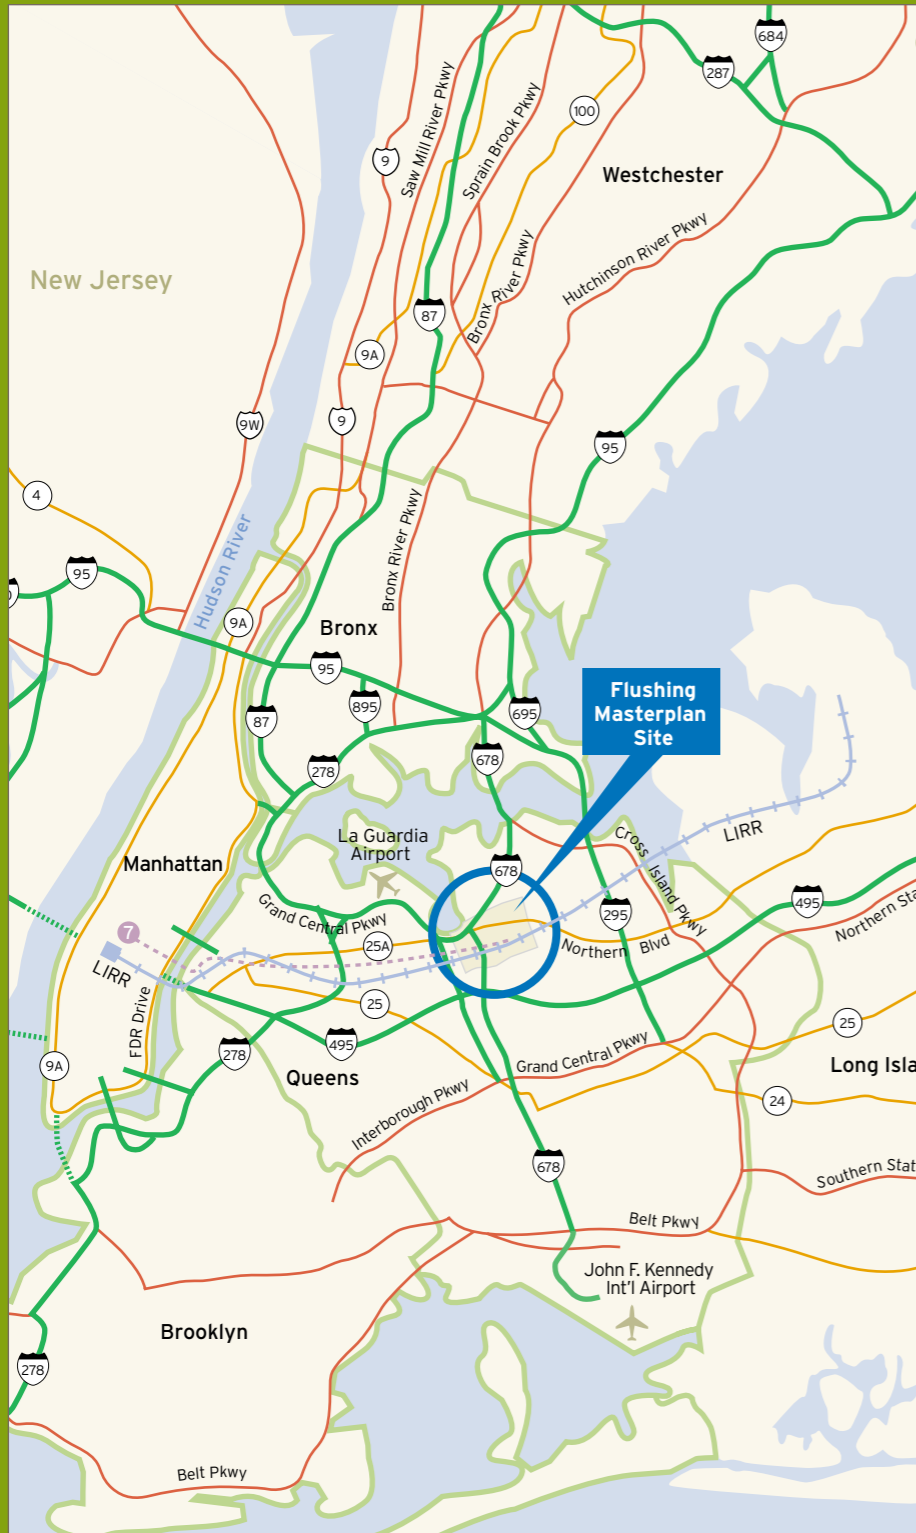 684
287
9
Saw Mill River Pkwy
Sprain Brook Pkwy
100
Westchester
New Jersey
Hutchinson River Pkwy
Bronx River Pkwy
87
9A
9W
9
95
4
Hudson River
Bronx River Pkwy
95
9A
Bronx
95
895
87
695
Flushing
Masterplan
Site
678
278
La Guardia
Airport
Cross Island Pkwy
LIRR
Manhattan
678
Grand Central Pkwy
295
495
Northern Sta
7
25A
Northern Blvd
LIRR
FDR Drive
25
25
9A
278
495
Grand Central Pkwy
Queens
Long Isla
Interborough Pkwy
24
678
Southern Stat
Belt Pkwy
John F. Kennedy
Int'l Airport
Brooklyn
278
Belt Pkwy